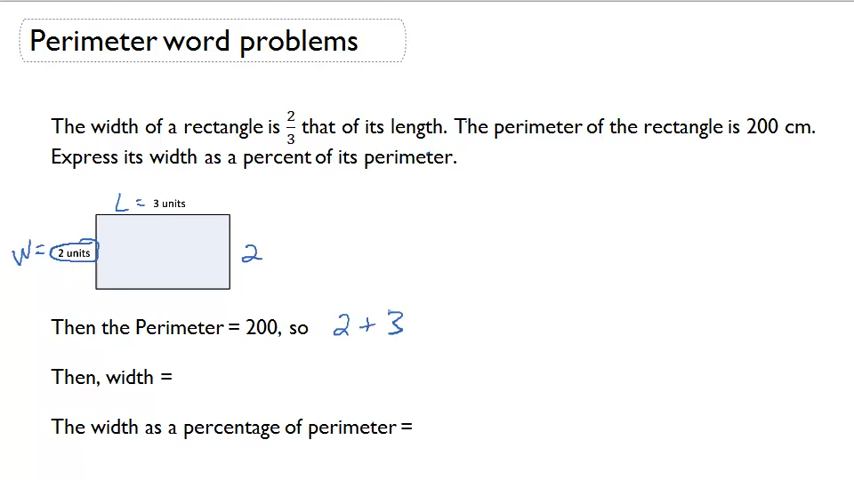 Perimeter word problems
The width of a rectangle is 2/3 that of its length. The perimeter of the rectangle is 200 cm.
Express its width as a percent of its perimeter.
L = 3 units
W = 2 units 2
Then the Perimeter = 200, so 2 + 3
Then, width =
The width as a percentage of perimeter =